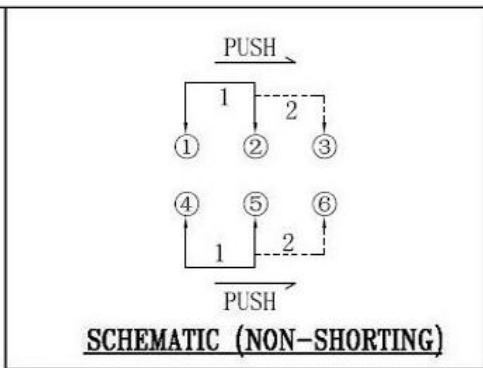 PUSH
1 2
① ② ③
④ ⑤ ⑥
1 2
PUSH
SCHEMATIC (NON-SHORTING)